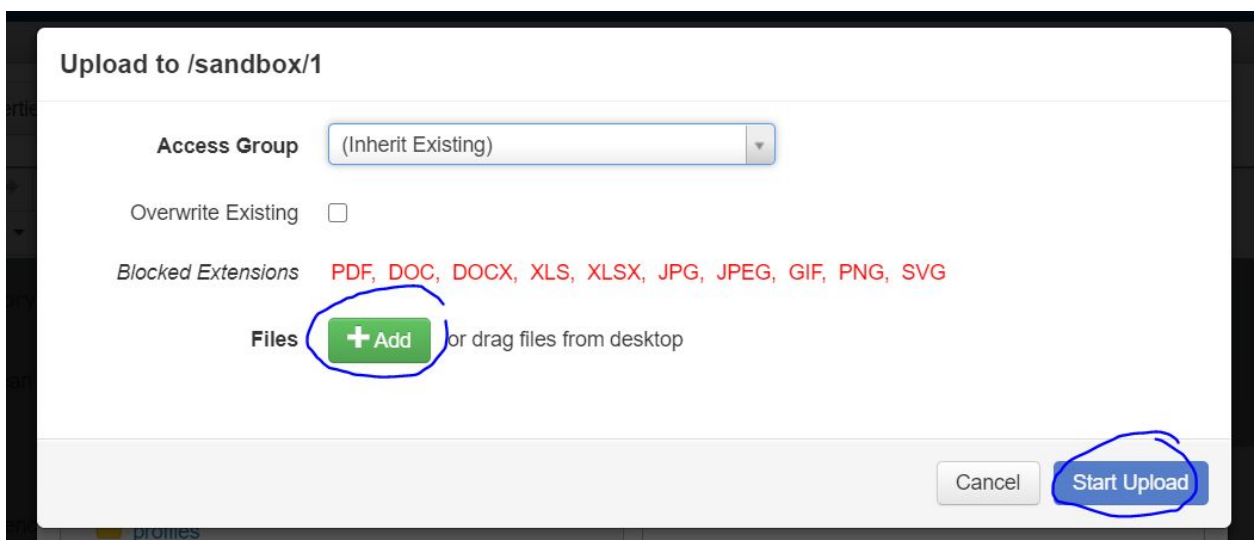 Upload to /sandbox/1
Access Group (Inherit Existing)
Overwrite Existing
Blocked Extensions PDF, DOC, DOCX, XLS, XLSX, JPG, JPEG, GIF, PNG, SVG
Files + Add or drag files from desktop
Cancel Start Upload
profiles